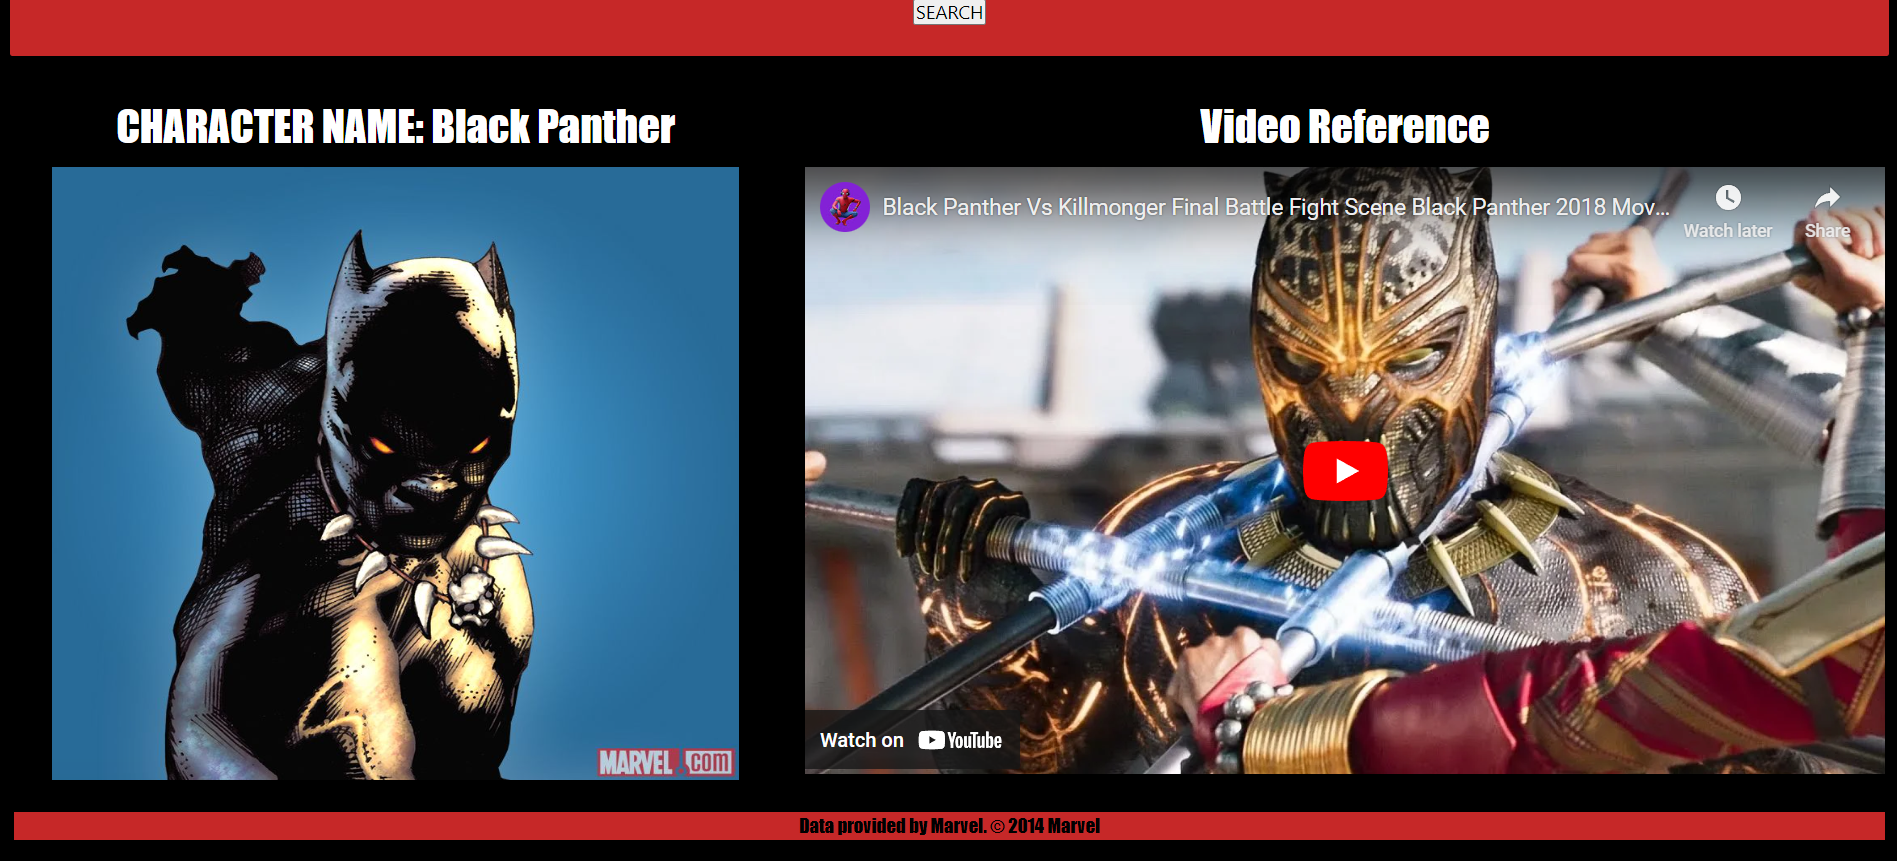 SEARCH
CHARACTER NAME: Black Panther
Video Reference
Black Panther Vs Killmonger Final Battle Fight Scene Black Panther 2018 Mov...
Watch later
Share
MARVEL.com
Watch on YouTube
Data provided by Marvel. © 2014 Marvel